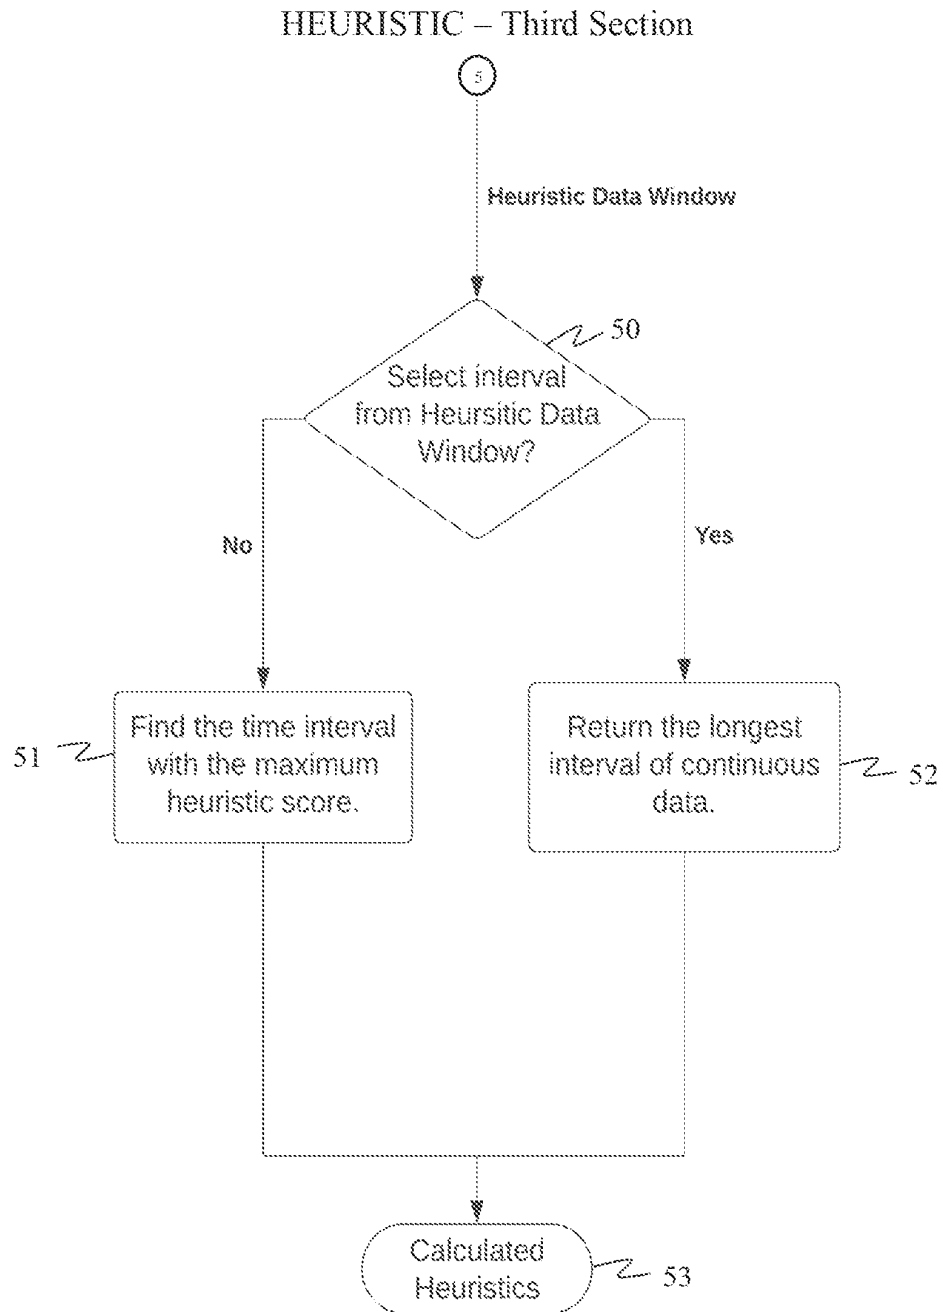 HEURISTIC – Third Section
5
Heuristic Data Window
50
Select interval
from Heursitic Data
Window?
No
Yes
Find the time interval
with the maximum
heuristic score.
51
Return the longest
interval of continuous
data.
52
Calculated
Heuristics
53